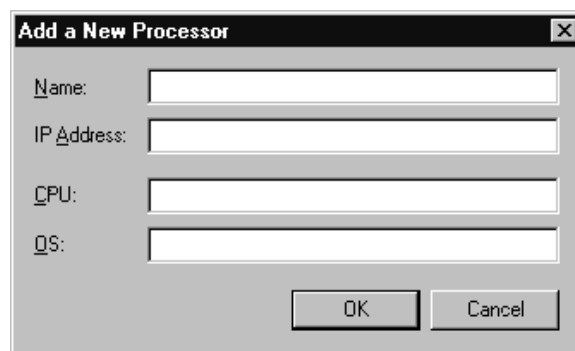 Add a New Processor
Name:
IP Address:
CPU:
OS:
OK Cancel